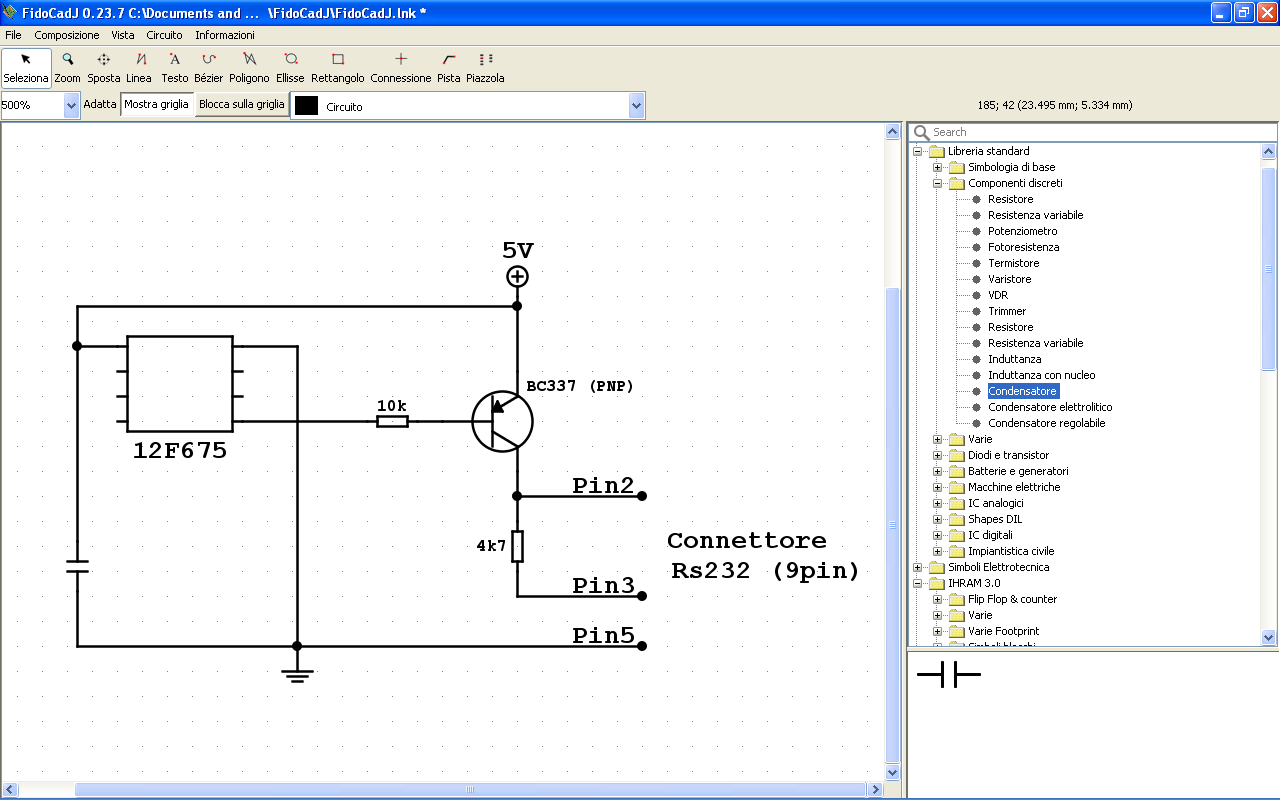 FidoCadJ 0.23.7 C:\Documents and ... \FidoCadJ\FidoCadJ.lnk *
File Composizione Vista Circuito Informazioni
Seleziona Zoom Sposta Linea Testo Bézier Poligono Ellisse Rettangolo Connessione Pista Piazzola
500% Adatta Mostra griglia Blocca sulla griglia Circuito 185; 42 (23.495 mm; 5.334 mm)
5V
BC337 (PNP)
10k
12F675
Pin2
4k7
Connettore
Rs232 (9pin)
Pin3
Pin5
Search
Libreria standard
Simbologia di base
Componenti discreti
Resistore
Resistenza variabile
Potenziometro
Fotoresistenza
Termistore
Varistore
VDR
Trimmer
Resistore
Resistenza variabile
Induttanza
Induttanza con nucleo
Condensatore
Condensatore elettrolitico
Condensatore regolabile
Varie
Diodi e transistor
Batterie e generatori
Macchine elettriche
IC analogici
Shapes DIL
IC digitali
Impiantistica civile
Simboli Elettrotecnica
IHRAM 3.0
Flip Flop & counter
Varie
Varie Footprint
Simboli blocchi